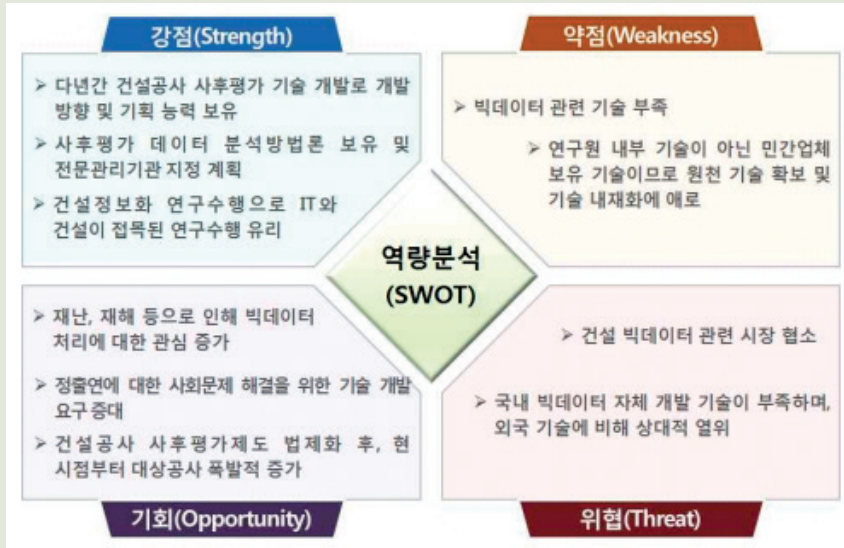 강점(Strength)
➢ 다년간 건설공사 사후평가 기술 개발로 개발
방향 및 기획 능력 보유
➢ 사후평가 데이터 분석방법론 보유 및
전문관리기관 지정 계획
➢ 건설정보화 연구수행으로 IT와
건설이 접목된 연구수행 유리
약점(Weakness)
➢ 빅데이터 관련 기술 부족
➢ 연구원 내부 기술이 아닌 민간업체
보유 기술이므로 원천 기술 확보 및
기술 내재화에 애로
역량분석
(SWOT)
➢ 재난, 재해 등으로 인해 빅데이터
처리에 대한 관심 증가
➢ 정출연에 대한 사회문제 해결을 위한 기술 개발
요구 증대
➢ 건설공사 사후평가제도 법제화 후, 현
시점부터 대상공사 폭발적 증가
기회(Opportunity)
➢ 건설 빅데이터 관련 시장 협소
➢ 국내 빅데이터 자체 개발 기술이 부족하며,
외국 기술에 비해 상대적 열위
위협(Threat)